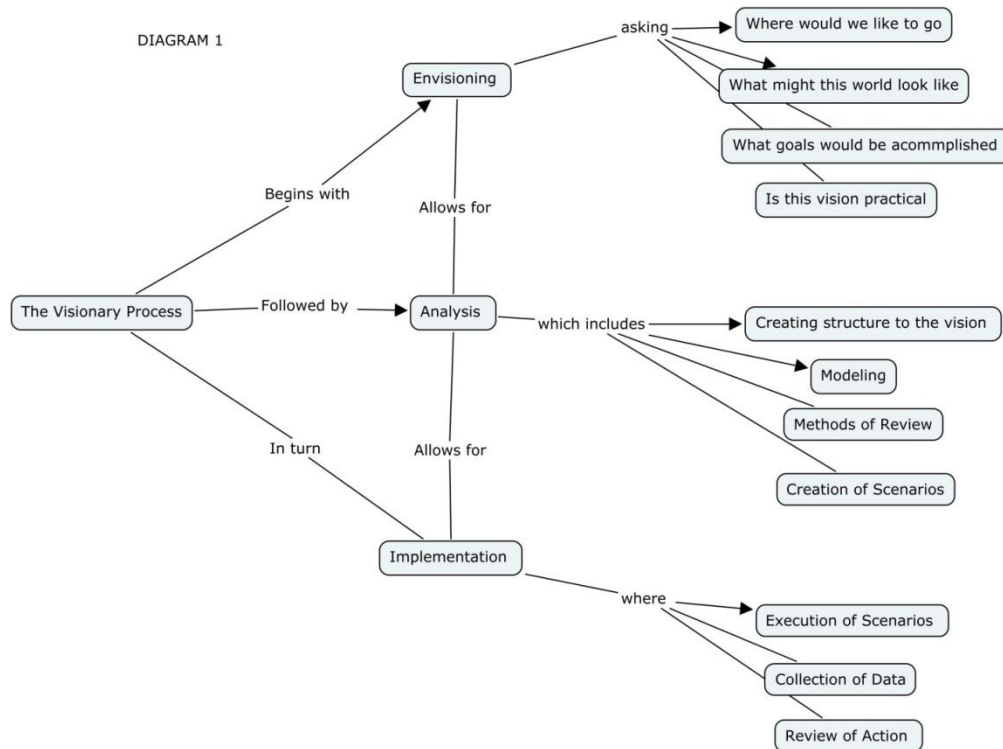 DIAGRAM 1
asking
Where would we like to go
Envisioning
What might this world look like
What goals would be acommplished
Begins with
Is this vision practical
Allows for
The Visionary Process
Followed by
Analysis
which includes
Creating structure to the vision
Modeling
Methods of Review
In turn
Allows for
Creation of Scenarios
Implementation
where
Execution of Scenarios
Collection of Data
Review of Action